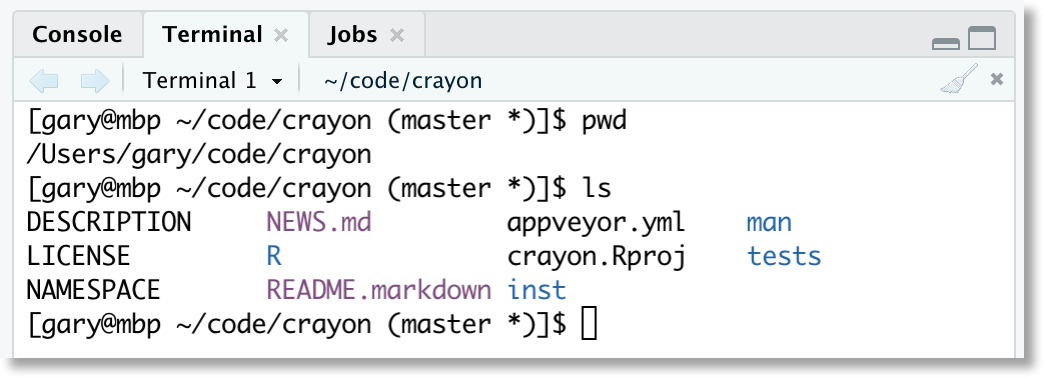 Console Terminal × Jobs ×
Terminal 1 ~/code/crayon
[gary@mbp ~/code/crayon (master *)]$ pwd
/Users/gary/code/crayon
[gary@mbp ~/code/crayon (master *)]$ ls
DESCRIPTION NEWS.md appveyor.yml man
LICENSE R crayon.Rproj tests
NAMESPACE README.markdown inst
[gary@mbp ~/code/crayon (master *)]$